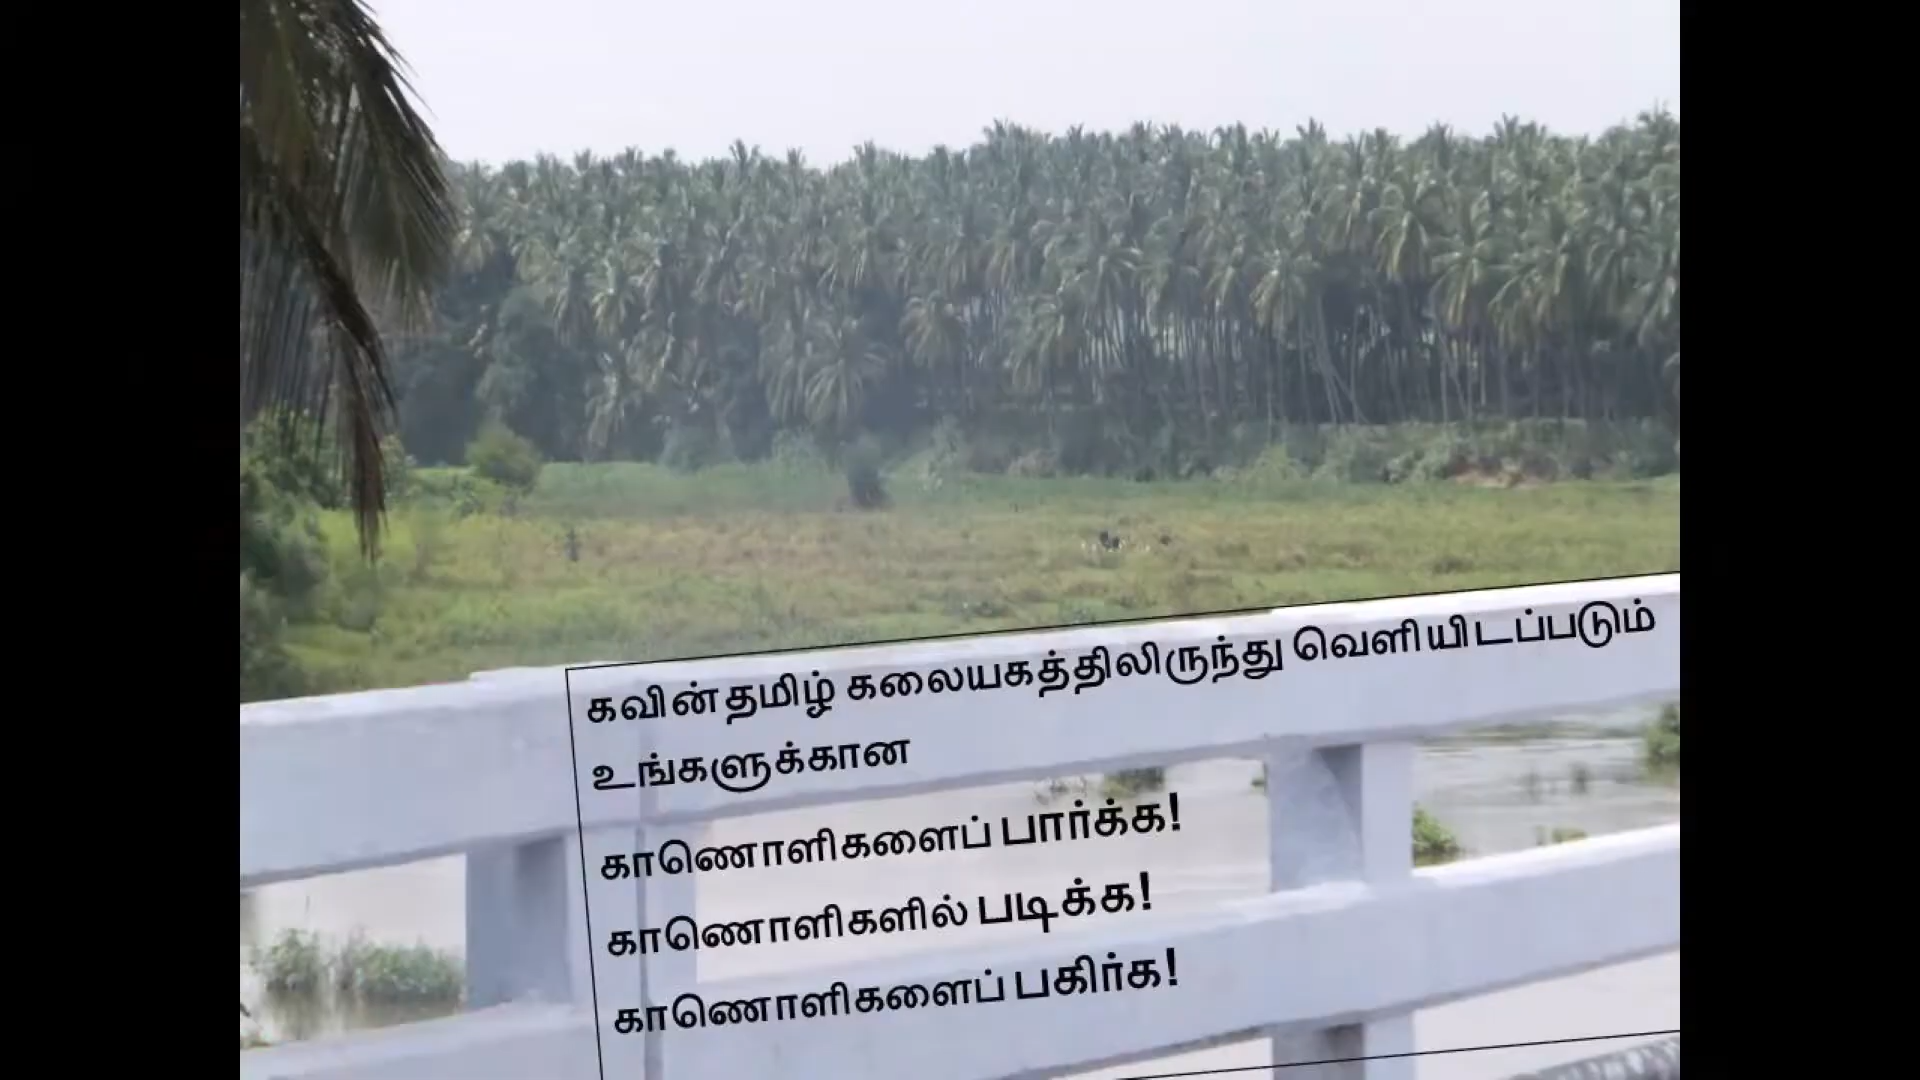 கவின்தமிழ் கலையகத்திலிருந்து வெளியிடப்படும்
உங்களுக்கான
காணொளிகளைப் பார்க்க!
காணொளிகளில் படிக்க!
காணொளிகளைப் பகிர்க!